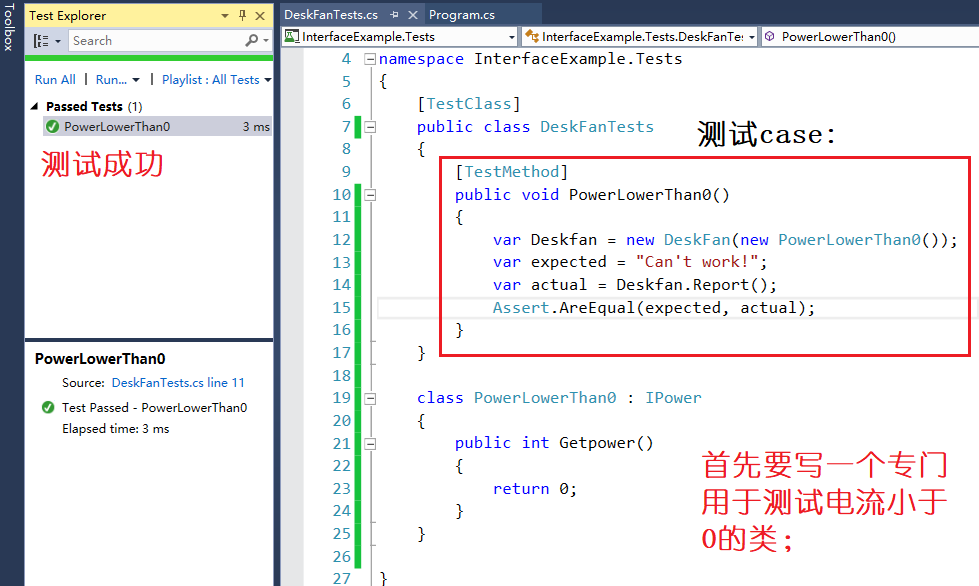 Toolbox
Test Explorer
Search
Run All | Run... | Playlist : All Tests
Passed Tests (1)
PowerLowerThan0 3 ms
测试成功
PowerLowerThan0
Source: DeskFanTests.cs line 11
Test Passed - PowerLowerThan0
Elapsed time: 3 ms
DeskFanTests.cs Program.cs
InterfaceExample.Tests InterfaceExample.Tests.DeskFanTes PowerLowerThan0()
4 namespace InterfaceExample.Tests
5 {
6 [TestClass]
7 public class DeskFanTests
测试case:
8 {
9 [TestMethod]
10 public void PowerLowerThan0()
11 {
12 var Deskfan = new DeskFan(new PowerLowerThan0());
13 var expected = "Can't work!";
14 var actual = Deskfan.Report();
15 Assert.AreEqual(expected, actual);
16 }
17 }
18
19 class PowerLowerThan0 : IPower
20 {
21 public int Getpower()
22 {
23 return 0;
24 }
25 }
26
27 }
首先要写一个专门
用于测试电流小于
0的类;